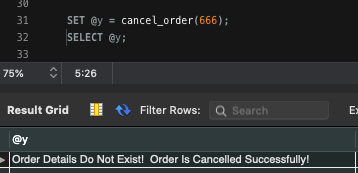 30
31 SET @y = cancel_order(666);
32 SELECT @y;
33
75% 5:26
Result Grid Filter Rows: Search Ex
@y
Order Details Do Not Exist! Order Is Cancelled Successfully!